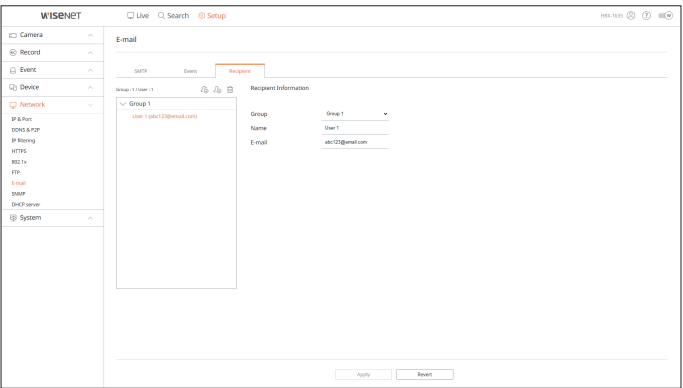 WISENET
Live Search Setup
HRX-1635
Camera
Record
Event
Device
Network
IP & Port
DDNS & P2P
IP filtering
HTTPS
802.1x
FTP
E-mail
SNMP
DHCP server
System
E-mail
SMTP Event Recipient
Group : 1 / User : 1
Group 1
User 1 (abc123@email.com)
Recipient Information
Group Group 1
Name User 1
E-mail abc123@email.com
Apply Revert